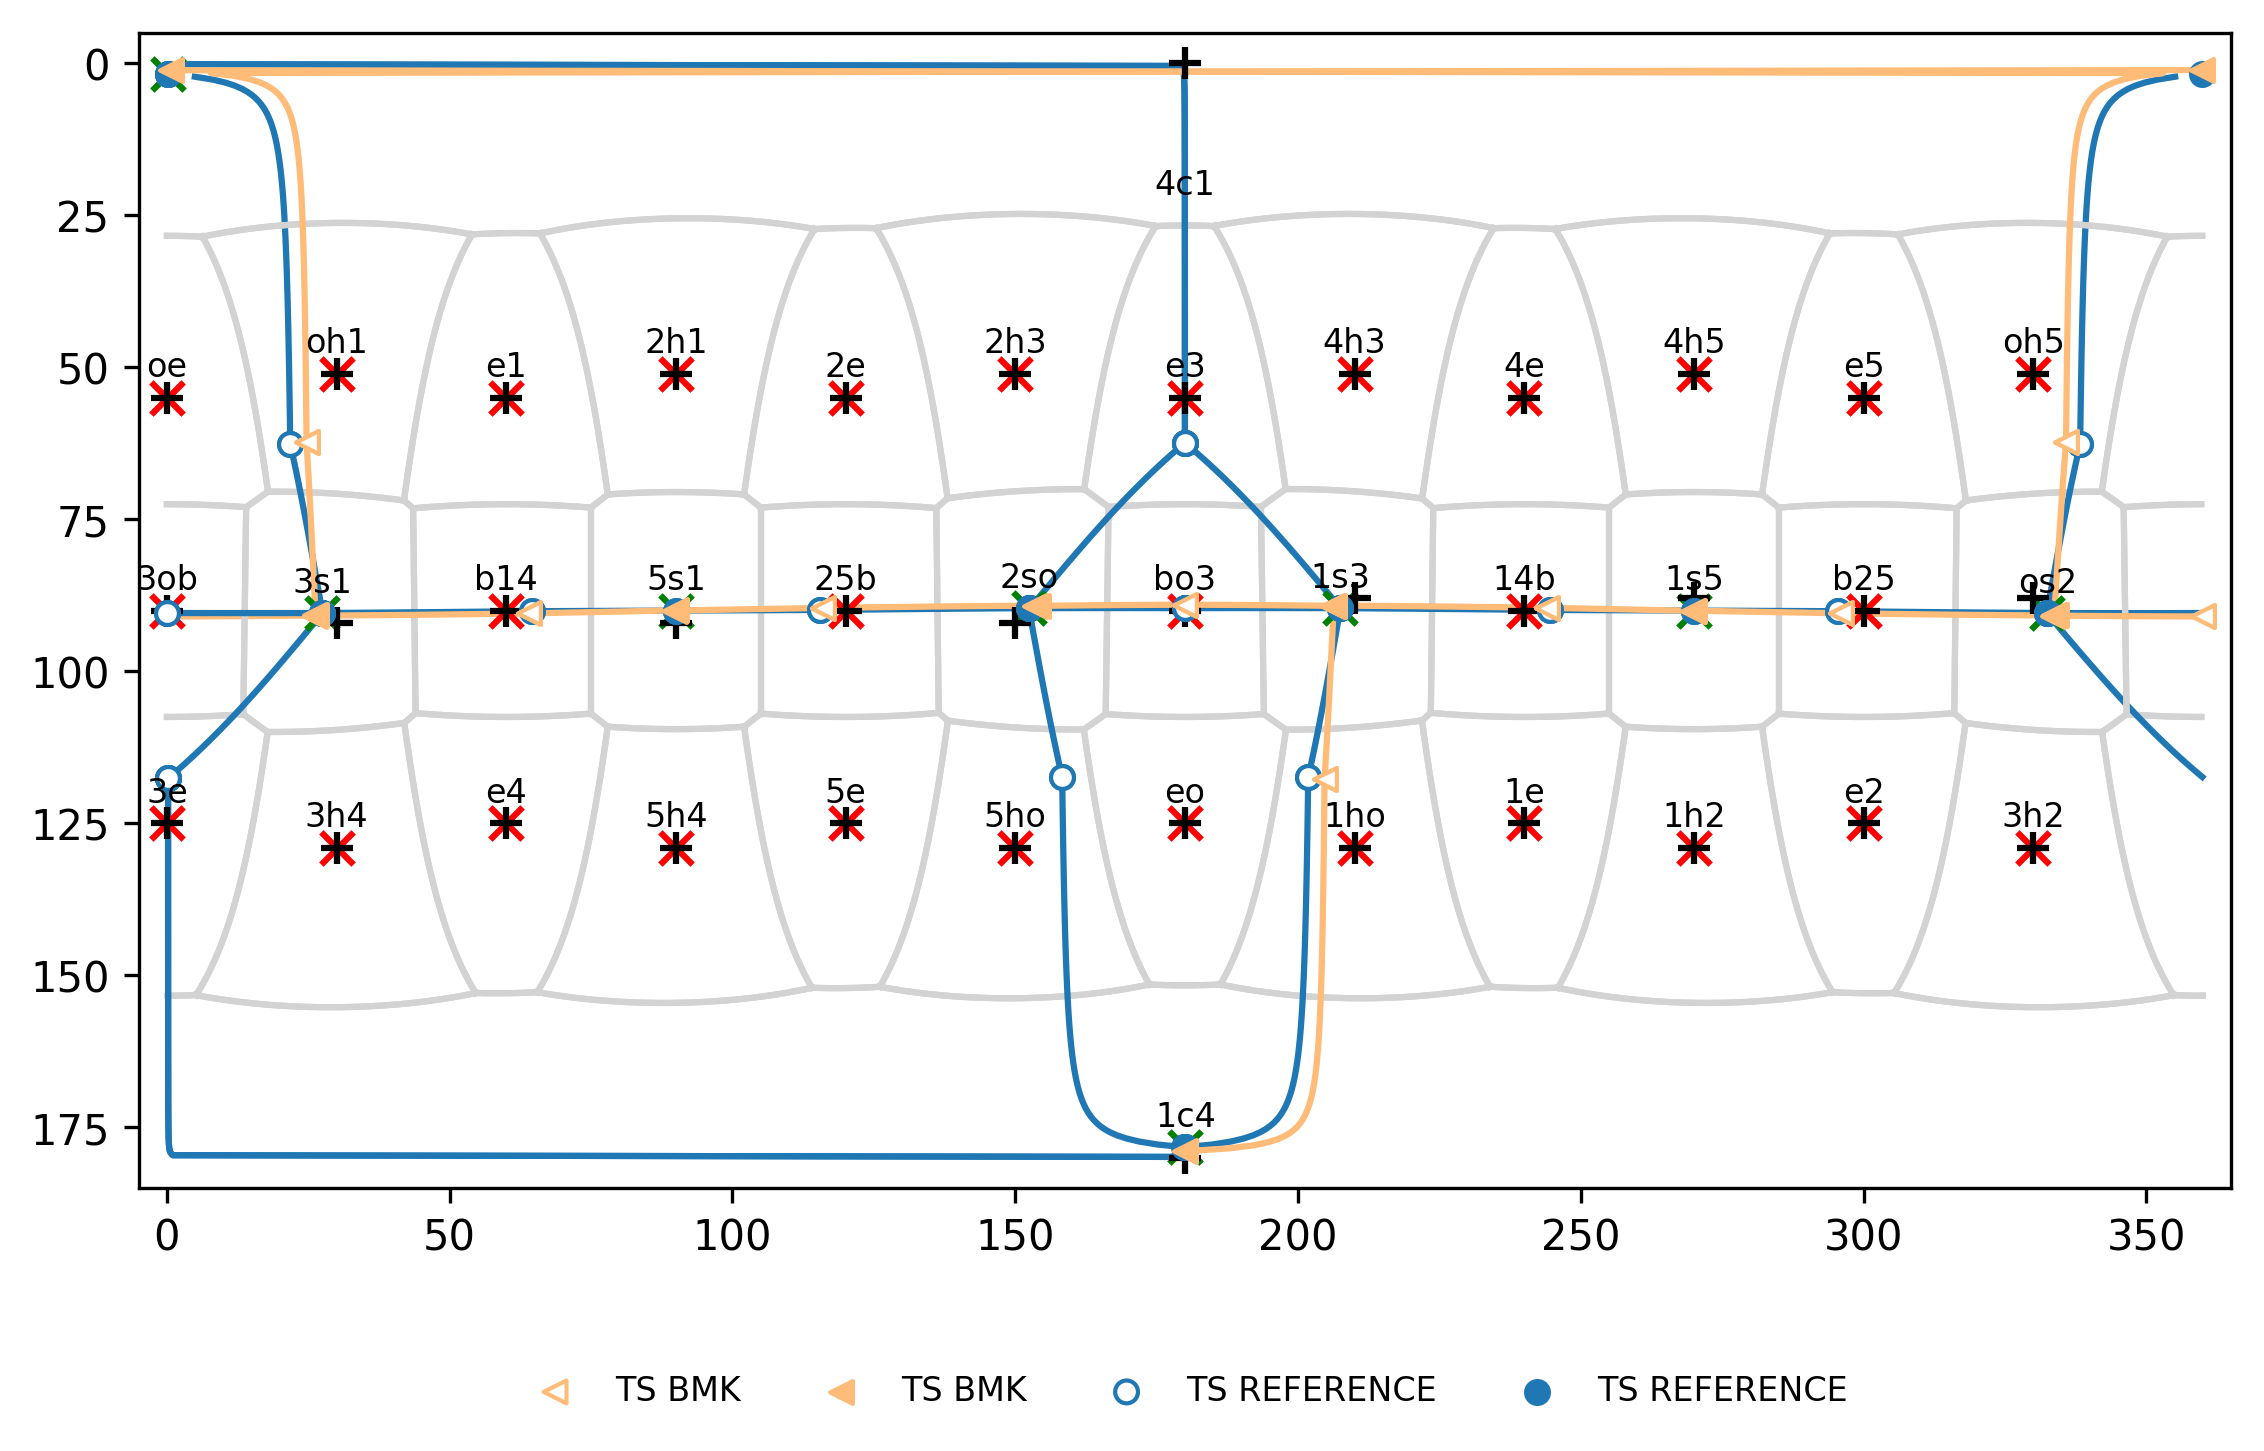 0
4c1
25
oh1 2h1 2h3 4h3 4h5 oh5
oe e1 2e e3 4e e5
50
75
3ob 3s1 b14 5s1 25b 2so bo3 1s3 14b 1s5 b25 os2
100
3e e4 5e eo 1e e2
3h4 5h4 5ho 1ho 1h2 3h2
125
150
1c4
175
0 50 100 150 200 250 300 350
TS BMK TS BMK TS REFERENCE TS REFERENCE